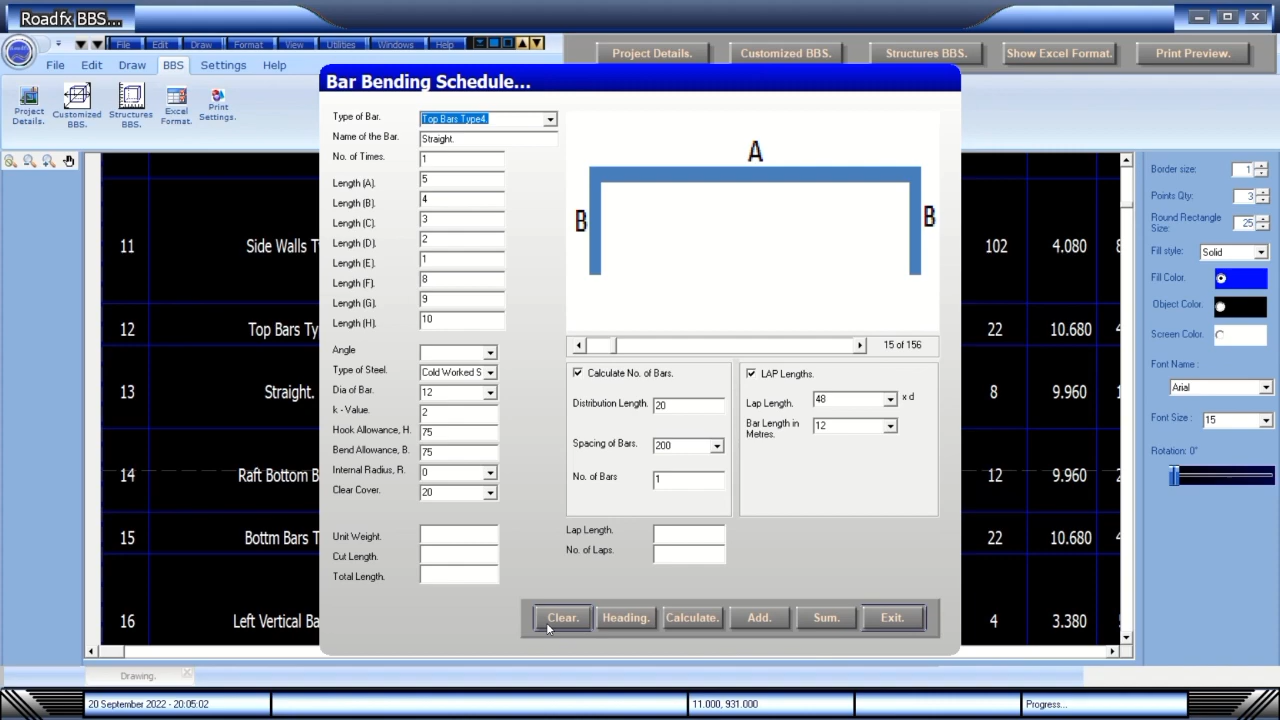 Roadfx BBS...
File Edit Draw Format View Utilities Windows Help
Project Details. Customized BBS. Structures BBS. Show Excel Format. Print Preview.
File Edit Draw BBS Settings Help
Project Details.
Customized BBS.
Structures BBS.
Excel Format.
Print Settings.
Bar Bending Schedule...
Type of Bar. Top Bars Type4.
Name of the Bar. Straight.
No. of Times. 1
Length (A). 5
Length (B). 4
Length (C). 3
Length (D). 2
Length (E). 1
Length (F). 8
Length (G). 9
Length (H). 10
Angle
Type of Steel. Cold Worked S
Dia of Bar. 12
k - Value. 2
Hook Allowance, H. 75
Bend Allowance, B. 75
Internal Radius, R. 0
Clear Cover. 20
Unit Weight.
Cut Length.
Total Length.
A
B B
15 of 156
Calculate No. of Bars.
Distribution Length. 20
Spacing of Bars. 200
No. of Bars 1
LAP Lengths.
Lap Length. 48 x d
Bar Length in Metres. 12
Lap Length.
No. of Laps.
Clear. Heading. Calculate. Add. Sum. Exit.
11 Side Walls T 102 4.080
12 Top Bars Ty 22 10.680
13 Straight. 8 9.960
14 Raft Bottom B 12 9.960
15 Bottm Bars T 22 10.680
16 Left Vertical Ba 4 3.380
Border size: 1
Points Qty: 3
Round Rectangle Size: 25
Fill style: Solid
Fill Color.
Object Color.
Screen Color.
Font Name :
Arial
Font Size : 15
Rotation: 0°
Drawing.
20 September 2022 - 20:05:02 11.000, 931.000 Progress...